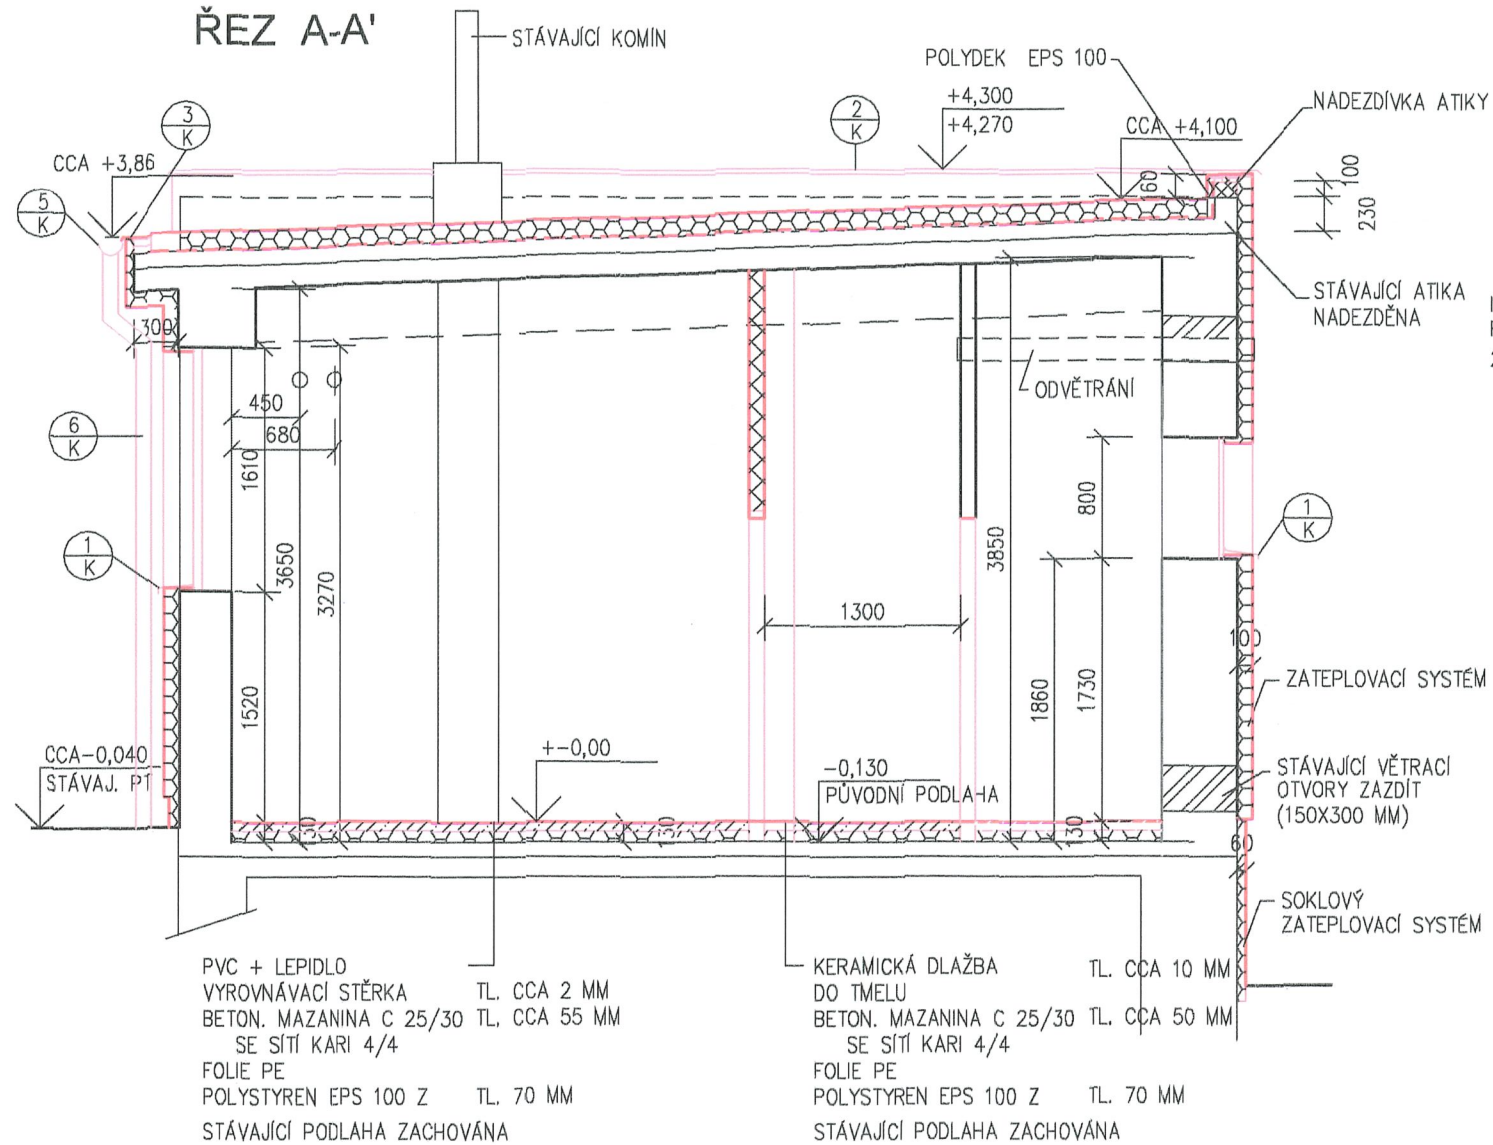 ŘEZ A-A'
STÁVAJÍCÍ KOMÍN
POLYDEK EPS 100
NADEZDÍVKA ATIKY
3
K
2
K
+4,300
+4,270
CCA +4,100
CCA +3,86
5
K
60
100
230
STÁVAJÍCÍ ATIKA
NADEZDĚNA
300
ODVĚTRÁNÍ
450
680
6
K
1610
800
1
K
1
K
3650
3270
3850
1300
100
1520
1860
1730
ZATEPLOVACÍ SYSTÉM
CCA-0,040
STÁVAJ. PT
+-0,00
-0,130
PŮVODNÍ PODLAHA
STÁVAJÍCÍ VĚTRACÍ
OTVORY ZAZDÍT
(150X300 MM)
130
130
130
60
SOKLOVÝ
ZATEPLOVACÍ SYSTÉM
PVC + LEPIDLO
VYROVNÁVACÍ STĚRKA TL. CCA 2 MM
BETON. MAZANINA C 25/30 TL. CCA 55 MM
SE SÍTÍ KARI 4/4
FOLIE PE
POLYSTYREN EPS 100 Z TL. 70 MM
STÁVAJÍCÍ PODLAHA ZACHOVÁNA
KERAMICKÁ DLAŽBA TL. CCA 10 MM
DO TMELU
BETON. MAZANINA C 25/30 TL. CCA 50 MM
SE SÍTÍ KARI 4/4
FOLIE PE
POLYSTYREN EPS 100 Z TL. 70 MM
STÁVAJÍCÍ PODLAHA ZACHOVÁNA